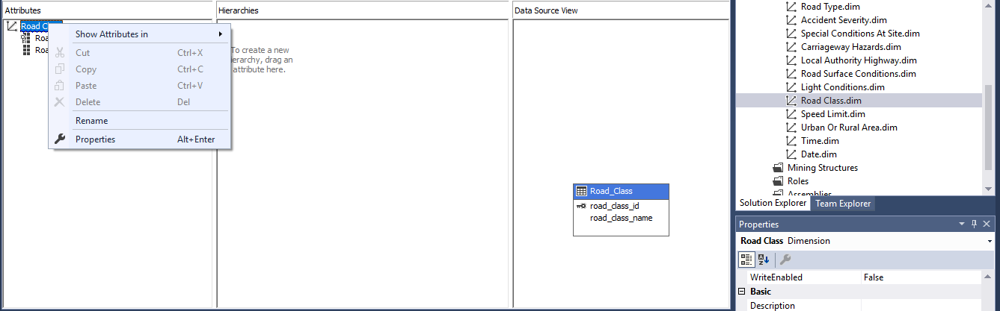 Attributes
Road C
Roa
Roa
Show Attributes in
Cut Ctrl+X
Copy Ctrl+C
Paste Ctrl+V
Delete Del
Rename
Properties Alt+Enter
Hierarchies
To create a new
erarchy, drag an
attribute here.
Data Source View
Road_Class
road_class_id
road_class_name
Road Type.dim
Accident Severity.dim
Special Conditions At Site.dim
Carriageway Hazards.dim
Local Authority Highway.dim
Road Surface Conditions.dim
Light Conditions.dim
Road Class.dim
Speed Limit.dim
Urban Or Rural Area.dim
Time.dim
Date.dim
Mining Structures
Roles
Assemblies
Solution Explorer Team Explorer
Properties
Road Class Dimension
WriteEnabled False
Basic
Description